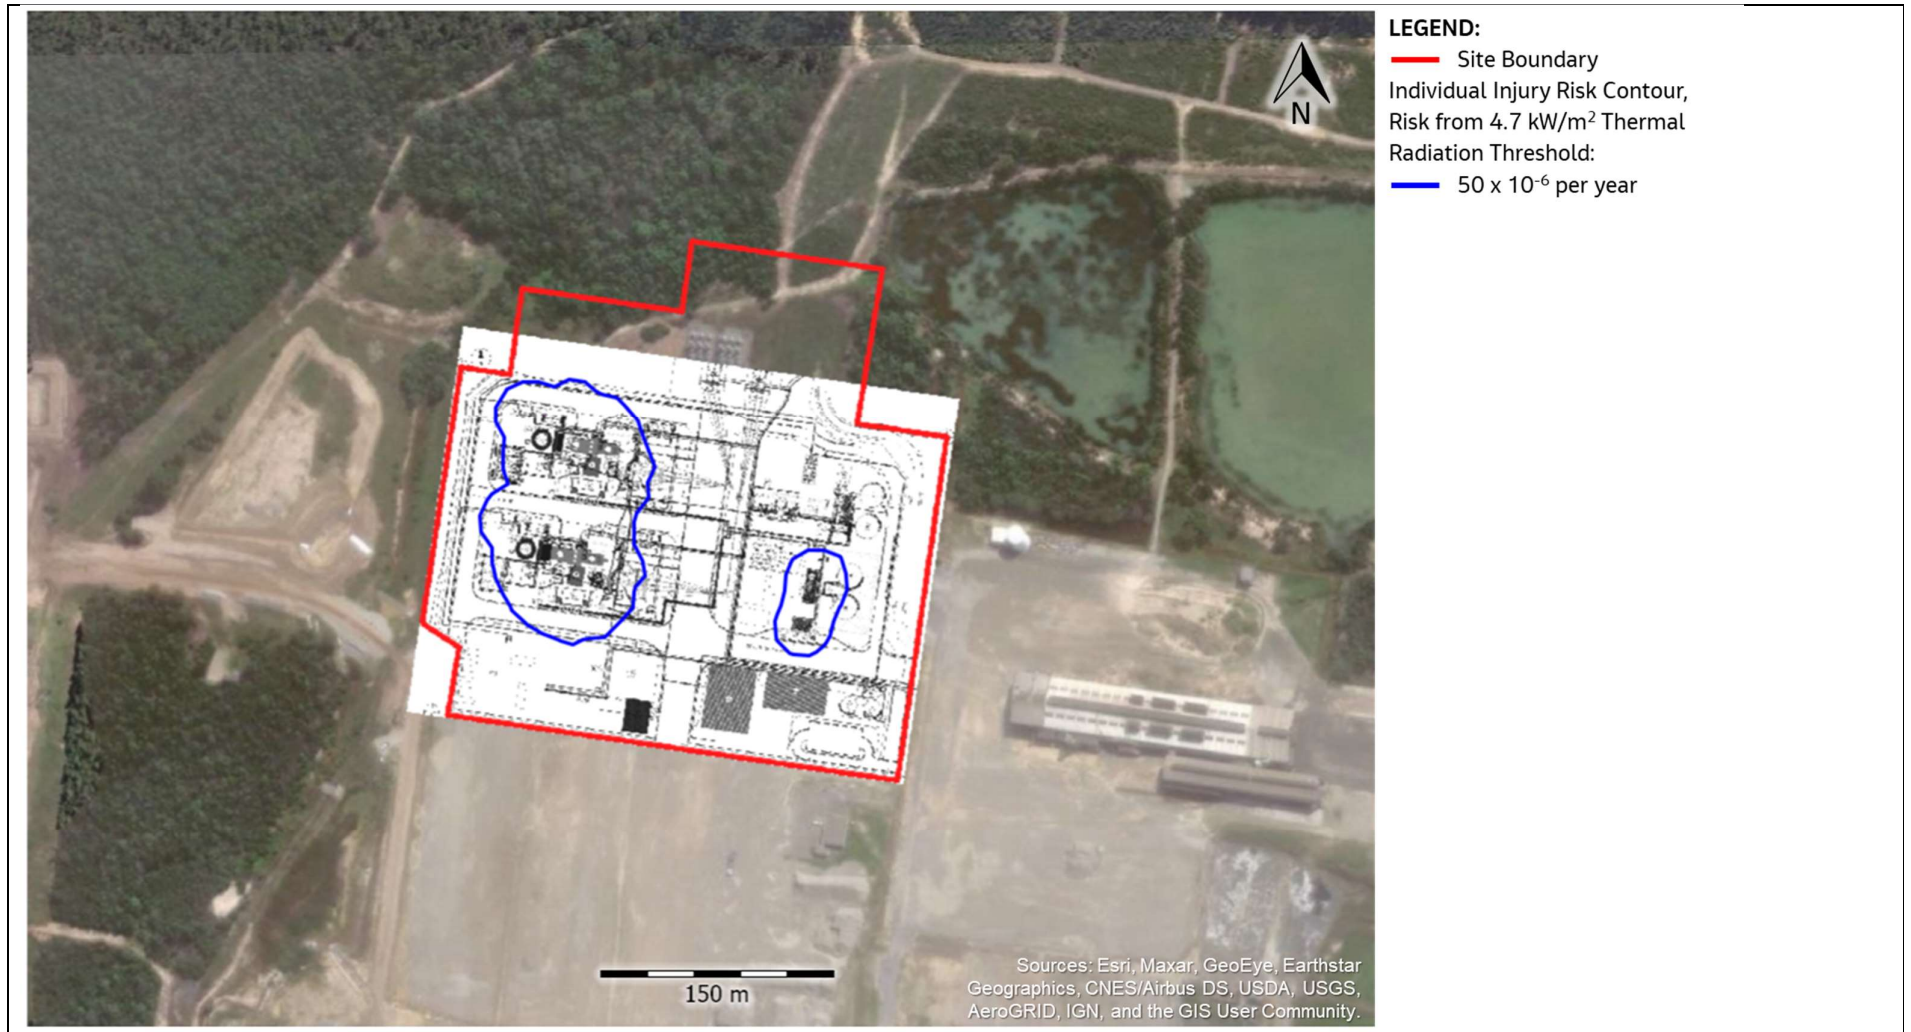 LEGEND:
Site Boundary
Individual Injury Risk Contour,
Risk from 4.7 kW/m² Thermal
Radiation Threshold:
50 x 10⁻⁶ per year
N
150 m
Sources: Esri, Maxar, GeoEye, Earthstar
Geographics, CNES/Airbus DS, USDA, USGS,
AeroGRID, IGN, and the GIS User Community.